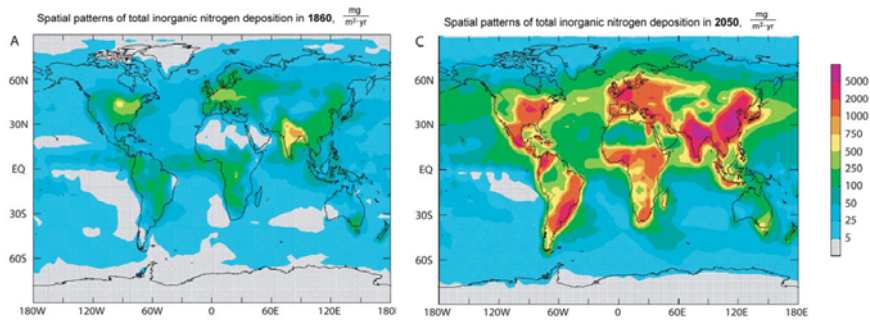 Spatial patterns of total inorganic nitrogen deposition in 1860, mg/m²·yr
Spatial patterns of total inorganic nitrogen deposition in 2050, mg/m²·yr
A
60N
30N
EQ
30S
60S
180W
120W
60W
0
60E
120E
180
C
60N
30N
EQ
30S
60S
180W
120W
60W
0
60E
120E
180E
5000
2000
1000
750
500
250
100
50
25
5